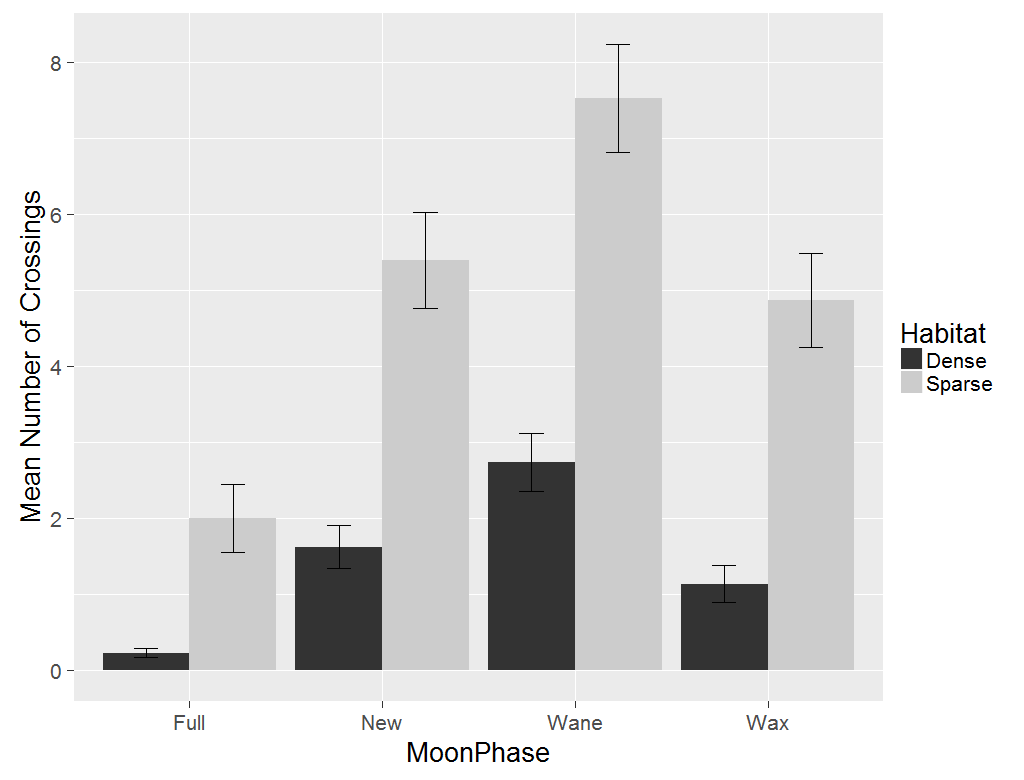 Mean Number of Crossings
8
6
4
2
0
Full New Wane Wax
MoonPhase
Habitat
Dense
Sparse